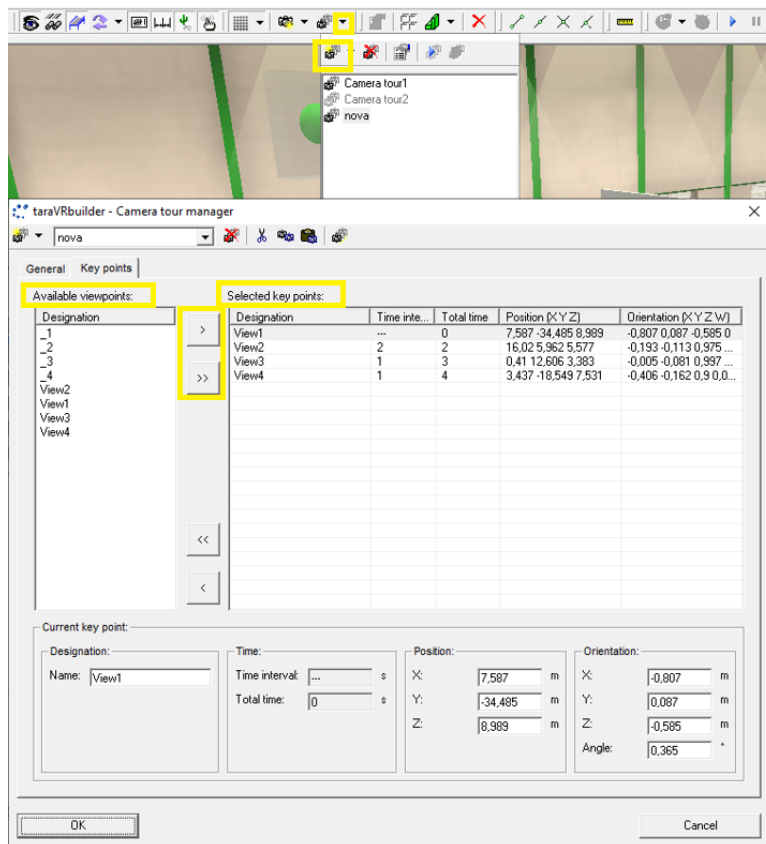 Camera tour1
Camera tour2
nova
taraVRbuilder - Camera tour manager
nova
General Key points
Available viewpoints: Selected key points:
Designation > Designation Time inte... Total time Position (X Y Z) Orientation (X Y Z W)
_1 View1 --- 0 7,587 -34,485 8,989 -0,807 0,087 -0,585 0
_2 View2 2 2 16,02 5,962 5,577 -0,193 -0,113 0,975 ...
_3 View3 1 3 0,41 12,606 3,383 -0,005 -0,081 0,997 ...
_4 >> View4 1 4 3,437 -18,549 7,531 -0,406 -0,162 0,9 0,0...
View2
View1
View3
View4
<<
<
Current key point:
Designation: Time: Position: Orientation:
Name: View1 Time interval: ... s X: 7,587 m X: -0,807 m
Total time: 0 s Y: -34,485 m Y: 0,087 m
Z: 8,989 m Z: -0,585 m
Angle: 0,365 °
OK Cancel